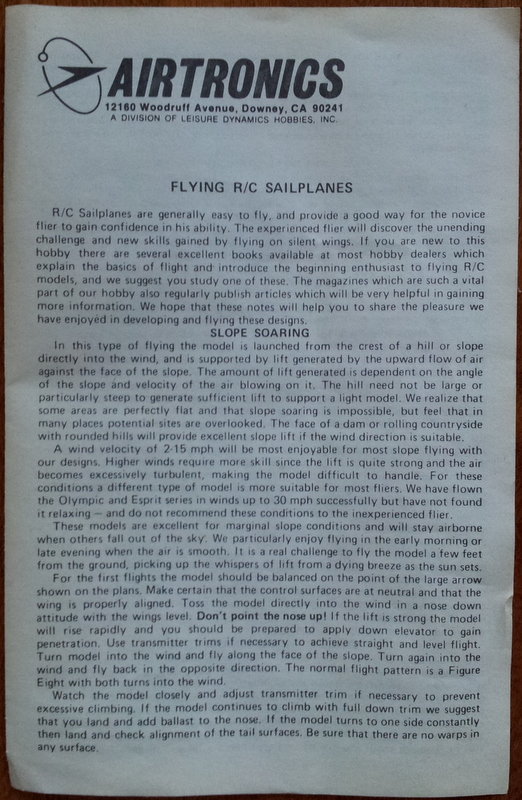 AIRTRONICS
12160 Woodruff Avenue, Downey, CA 90241
A DIVISION OF LEISURE DYNAMICS HOBBIES, INC.
FLYING R/C SAILPLANES
R/C Sailplanes are generally easy to fly, and provide a good way for the novice
flier to gain confidence in his ability. The experienced flier will discover the unending
challenge and new skills gained by flying on silent wings. If you are new to this
hobby there are several excellent books available at most hobby dealers which
explain the basics of flight and introduce the beginning enthusiast to flying R/C
models, and we suggest you study one of these. The magazines which are such a vital
part of our hobby also regularly publish articles which will be very helpful in gaining
more information. We hope that these notes will help you to share the pleasure we
have enjoyed in developing and flying these designs.
SLOPE SOARING
In this type of flying the model is launched from the crest of a hill or slope
directly into the wind, and is supported by lift generated by the upward flow of air
against the face of the slope. The amount of lift generated is dependent on the angle
of the slope and velocity of the air blowing on it. The hill need not be large or
particularly steep to generate sufficient lift to support a light model. We realize that
some areas are perfectly flat and that slope soaring is impossible, but feel that in
many places potential sites are overlooked. The face of a dam or rolling countryside
with rounded hills will provide excellent slope lift if the wind direction is suitable.
A wind velocity of 2-15 mph will be most enjoyable for most slope flying with
our designs. Higher winds require more skill since the lift is quite strong and the air
becomes excessively turbulent, making the model difficult to handle. For these
conditions a different type of model is more suitable for most fliers. We have flown
the Olympic and Esprit series in winds up to 30 mph successfully but have not found
it relaxing — and do not recommend these conditions to the inexperienced flier.
These models are excellent for marginal slope conditions and will stay airborne
when others fall out of the sky. We particularly enjoy flying in the early morning or
late evening when the air is smooth. It is a real challenge to fly the model a few feet
from the ground, picking up the whispers of lift from a dying breeze as the sun sets.
For the first flights the model should be balanced on the point of the large arrow
shown on the plans. Make certain that the control surfaces are at neutral and that the
wing is properly aligned. Toss the model directly into the wind in a nose down
attitude with the wings level. Don't point the nose up! If the lift is strong the model
will rise rapidly and you should be prepared to apply down elevator to gain
penetration. Use transmitter trims if necessary to achieve straight and level flight.
Turn model into the wind and fly along the face of the slope. Turn again into the
wind and fly back in the opposite direction. The normal flight pattern is a Figure
Eight with both turns into the wind.
Watch the model closely and adjust transmitter trim if necessary to prevent
excessive climbing. If the model continues to climb with full down trim we suggest
that you land and add ballast to the nose. If the model turns to one side constantly
then land and check alignment of the tail surfaces. Be sure that there are no warps in
any surface.